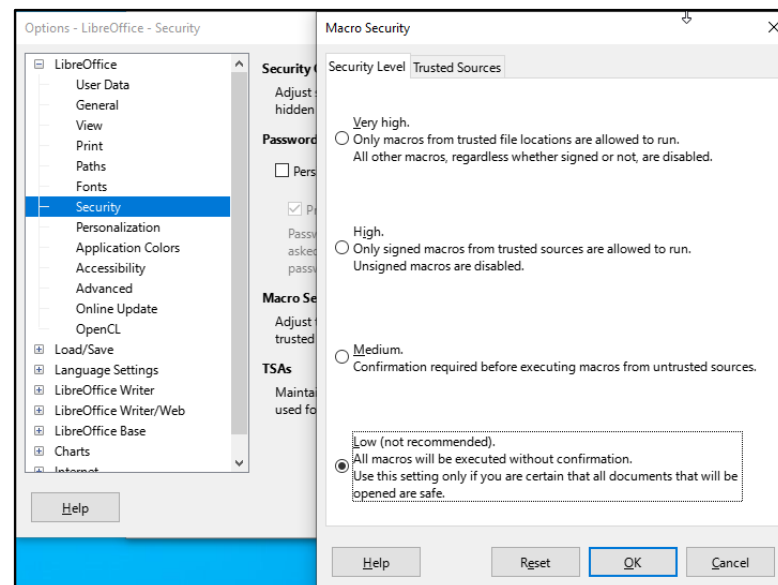 Options - LibreOffice - Security
LibreOffice
User Data
General
View
Print
Paths
Fonts
Security
Personalization
Application Colors
Accessibility
Advanced
Online Update
OpenCL
Load/Save
Language Settings
LibreOffice Writer
LibreOffice Writer/Web
LibreOffice Base
Charts
Internet
Help
Security
Adjust
hidden
Password
Pers
Pr
Passw
asked
passw
Macro Se
Adjust
trusted
TSAs
Maintai
used fo
Macro Security
Security Level
Trusted Sources
Very high.
Only macros from trusted file locations are allowed to run.
All other macros, regardless whether signed or not, are disabled.
High.
Only signed macros from trusted sources are allowed to run.
Unsigned macros are disabled.
Medium.
Confirmation required before executing macros from untrusted sources.
Low (not recommended).
All macros will be executed without confirmation.
Use this setting only if you are certain that all documents that will be
opened are safe.
Help
Reset
OK
Cancel